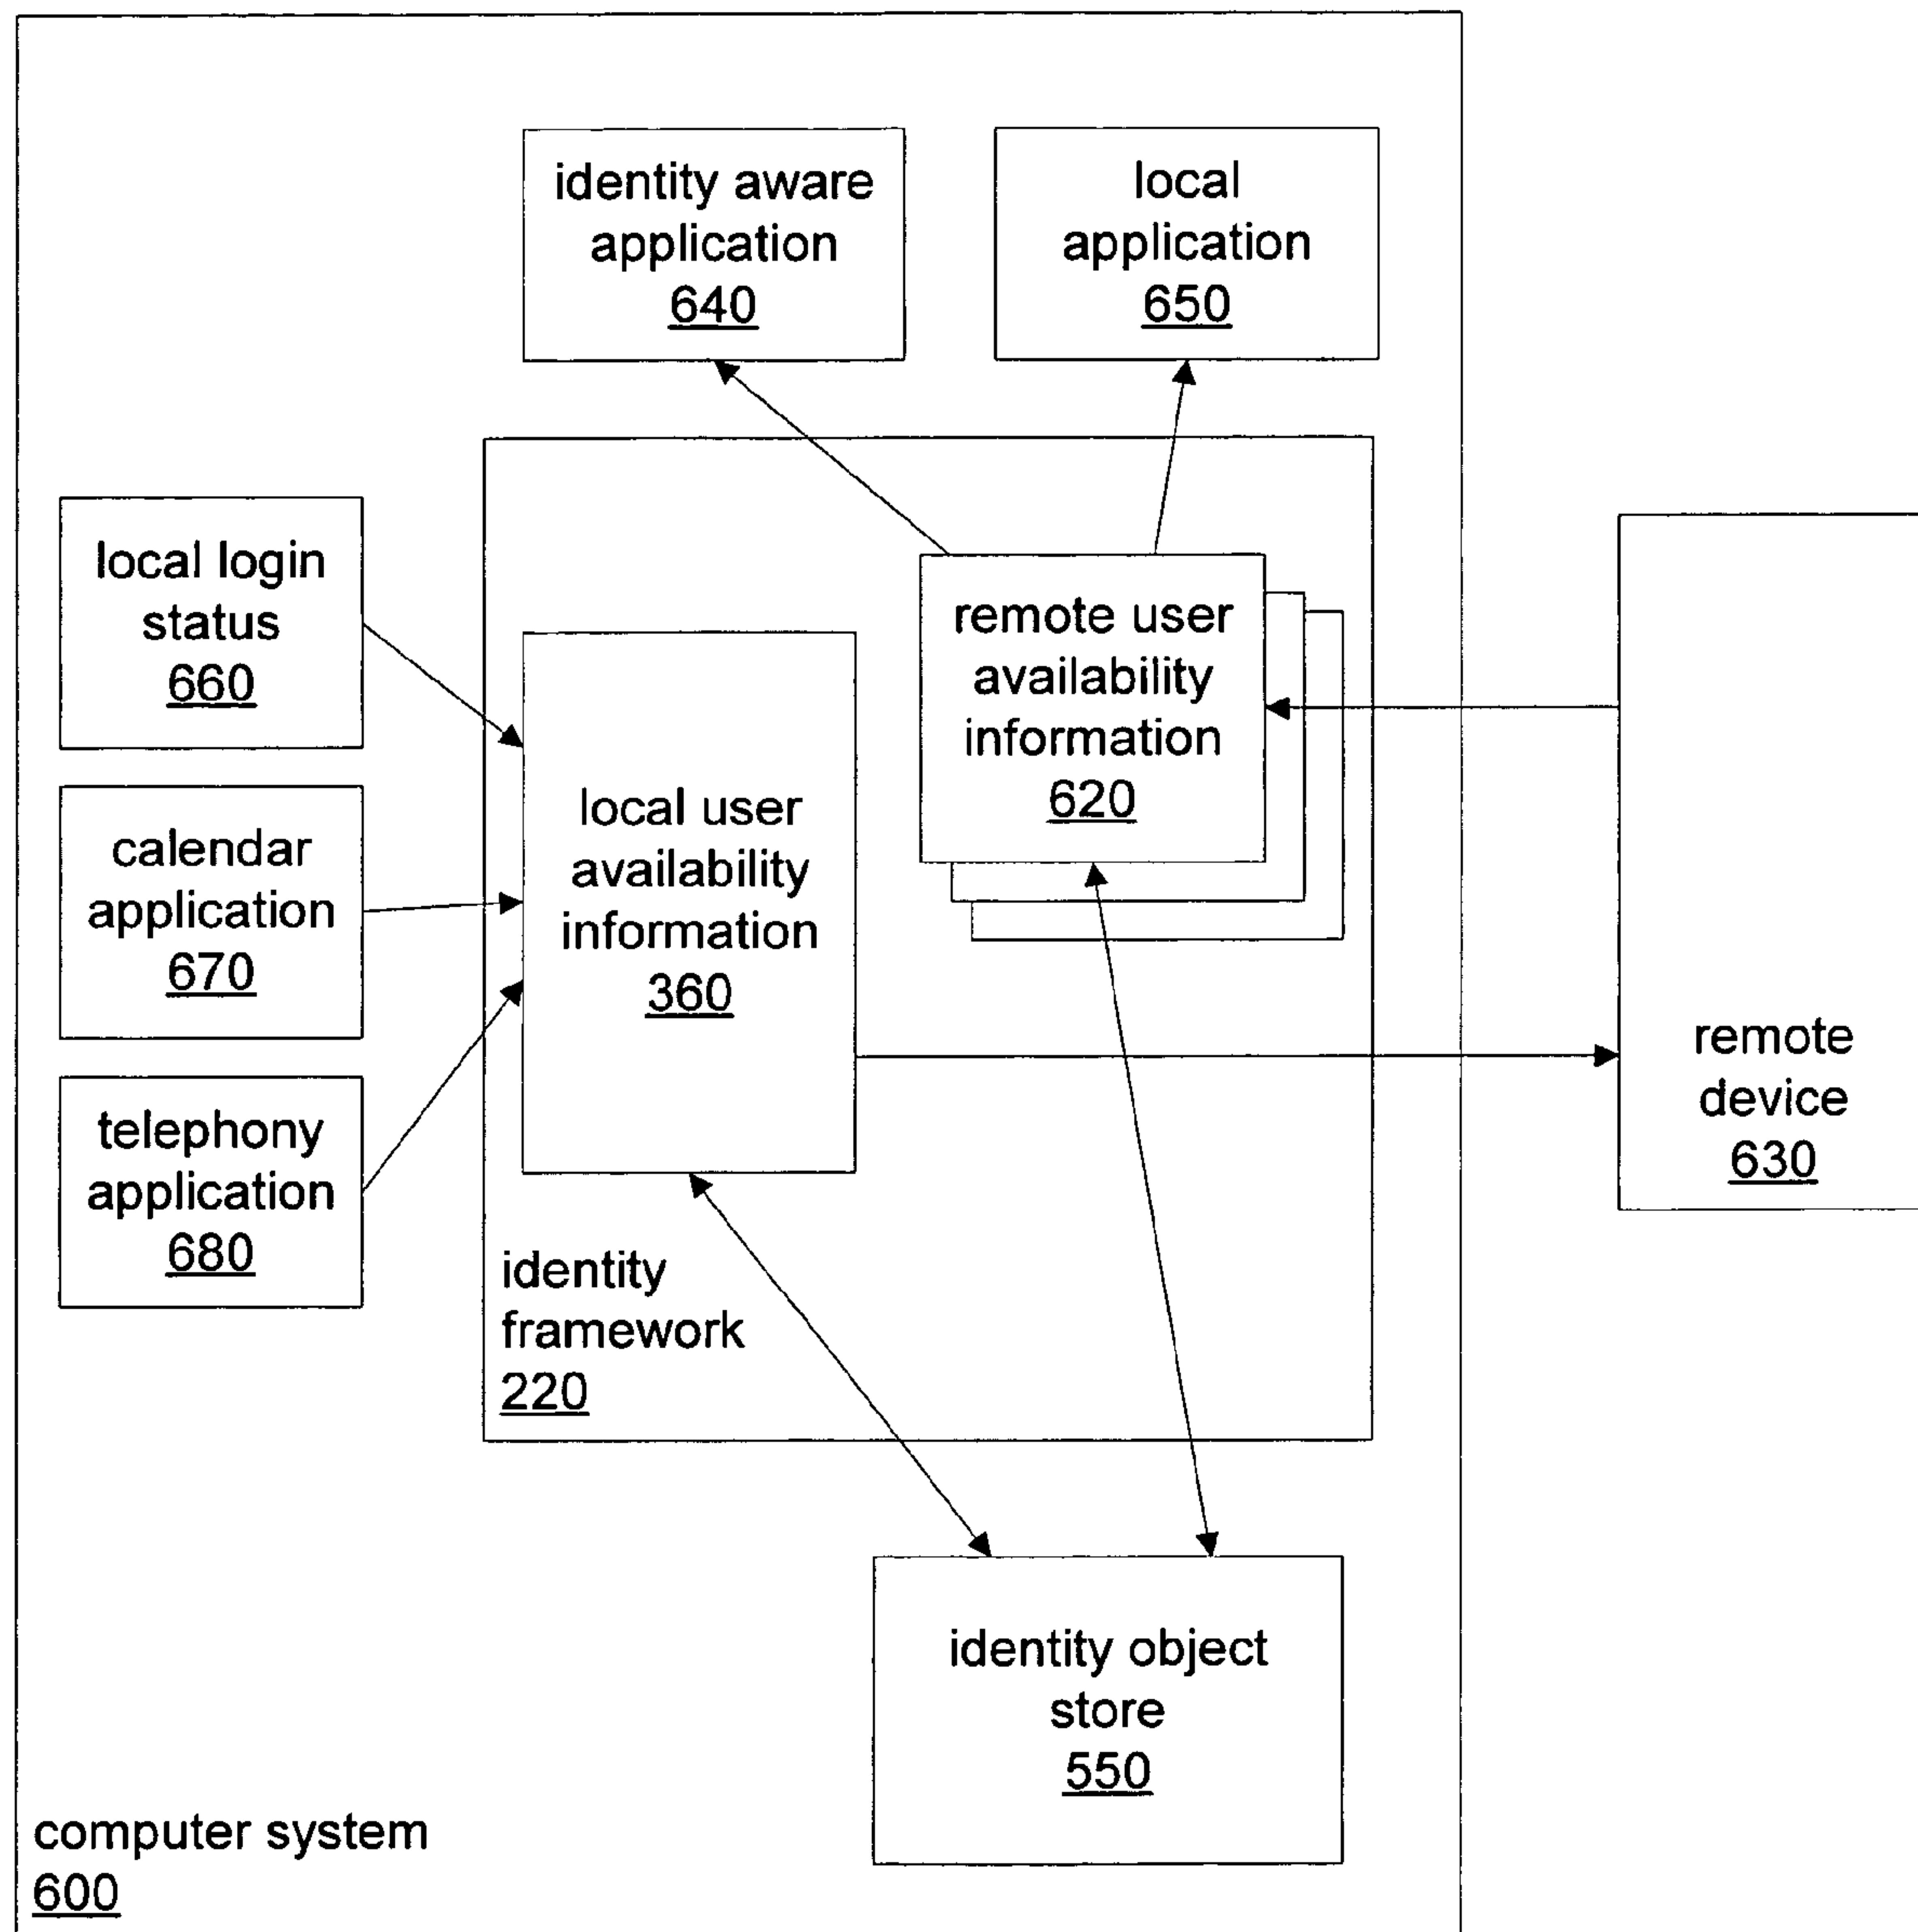 identity aware
application
640
local
application
650
local login
status
660
remote user
availability
information
620
local user
availability
information
360
calendar
application
670
remote
device
630
telephony
application
680
identity
framework
220
identity object
store
550
computer system
600